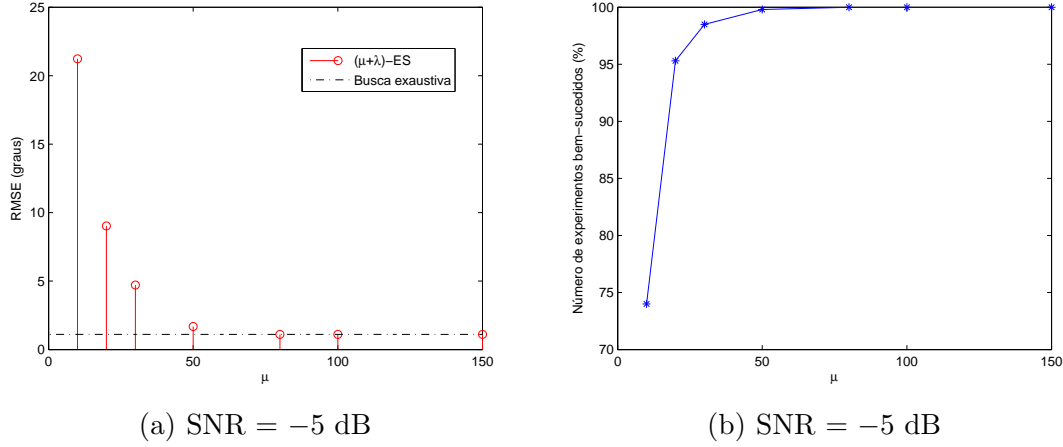 25
20
15
10
5
0
0
50
100
150
RMSE (graus)
μ
(μ+λ)−ES
Busca exaustiva
(a) SNR = −5 dB
100
95
90
85
80
75
70
0
50
100
150
Número de experimentos bem−sucedidos (%)
μ
(b) SNR = −5 dB